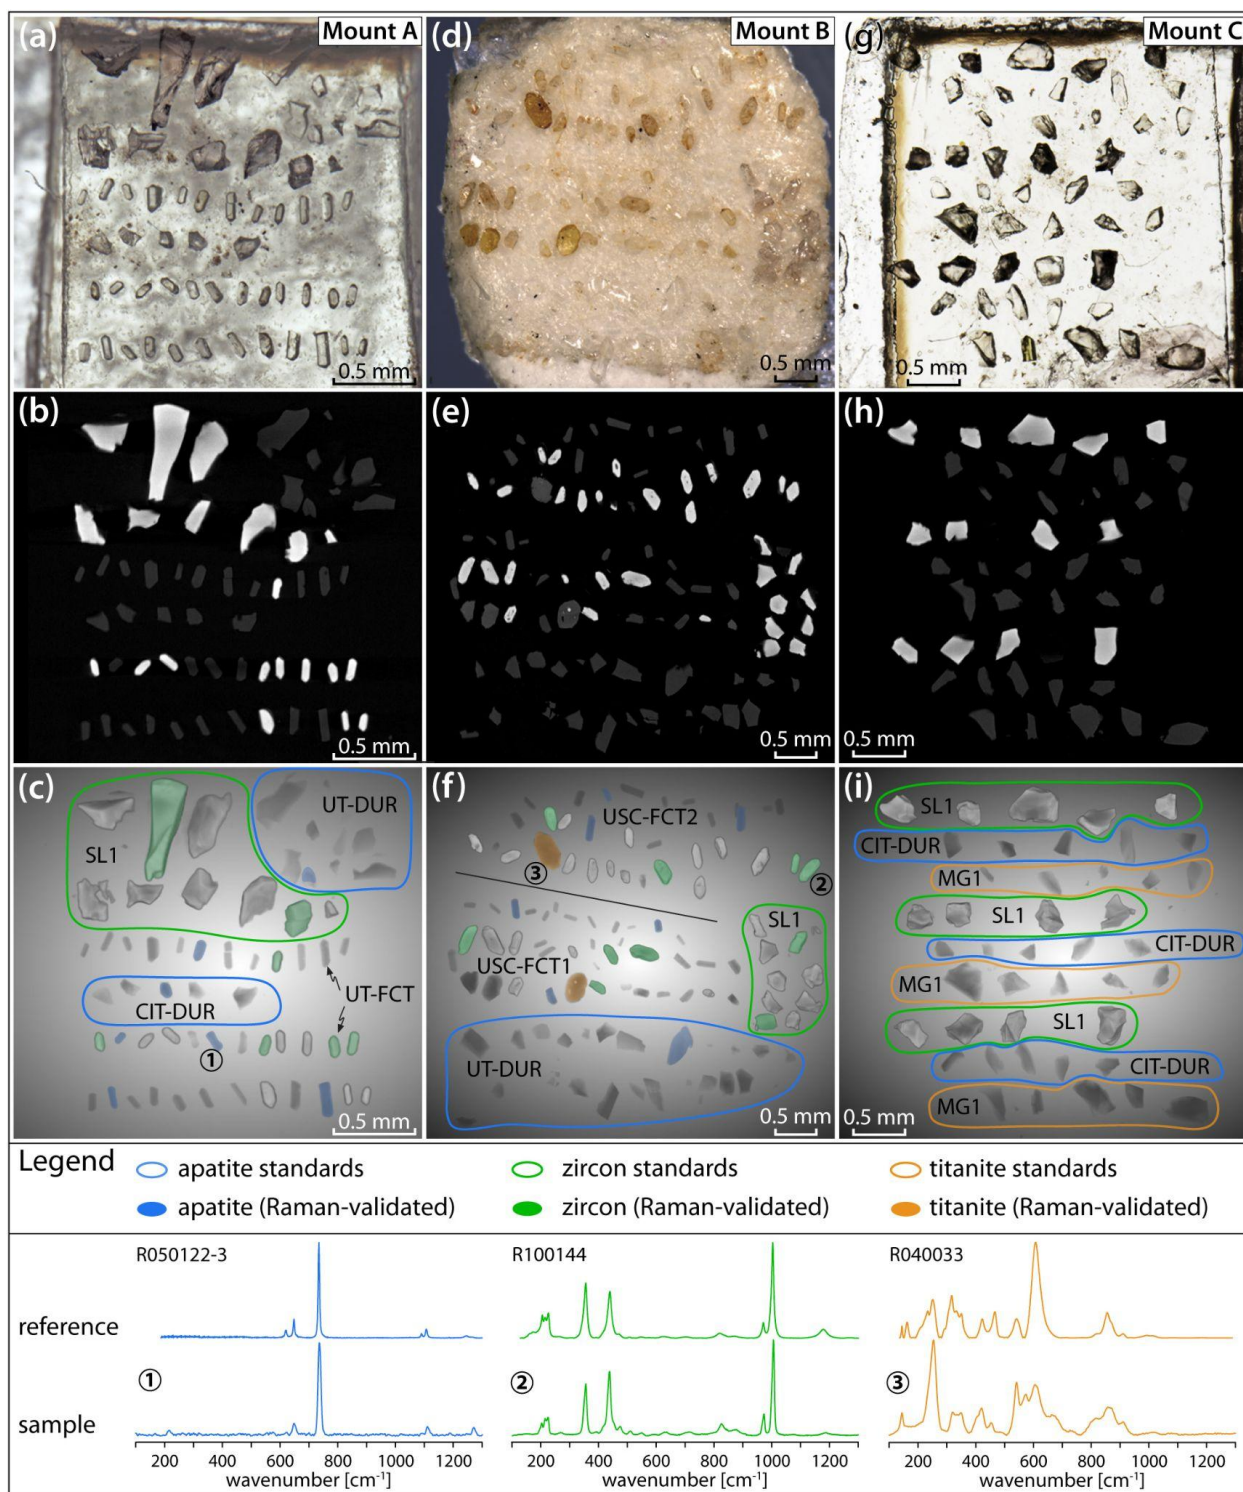 (a)
Mount A
0.5 mm
(d)
Mount B
0.5 mm
(g)
Mount C
0.5 mm
(b)
0.5 mm
(e)
0.5 mm
(h)
0.5 mm
(c)
UT-DUR
SL1
UT-FCT
CIT-DUR
①
0.5 mm
(f)
USC-FCT2
③
②
SL1
USC-FCT1
UT-DUR
0.5 mm
(i)
SL1
CIT-DUR
MG1
SL1
CIT-DUR
MG1
SL1
CIT-DUR
MG1
0.5 mm
Legend
apatite standards
zircon standards
titanite standards
apatite (Raman-validated)
zircon (Raman-validated)
titanite (Raman-validated)
R050122-3
R100144
R040033
reference
①
②
③
sample
200 400 600 800 1000 1200
200 400 600 800 1000 1200
200 400 600 800 1000 1200
wavenumber [cm⁻¹]
wavenumber [cm⁻¹]
wavenumber [cm⁻¹]